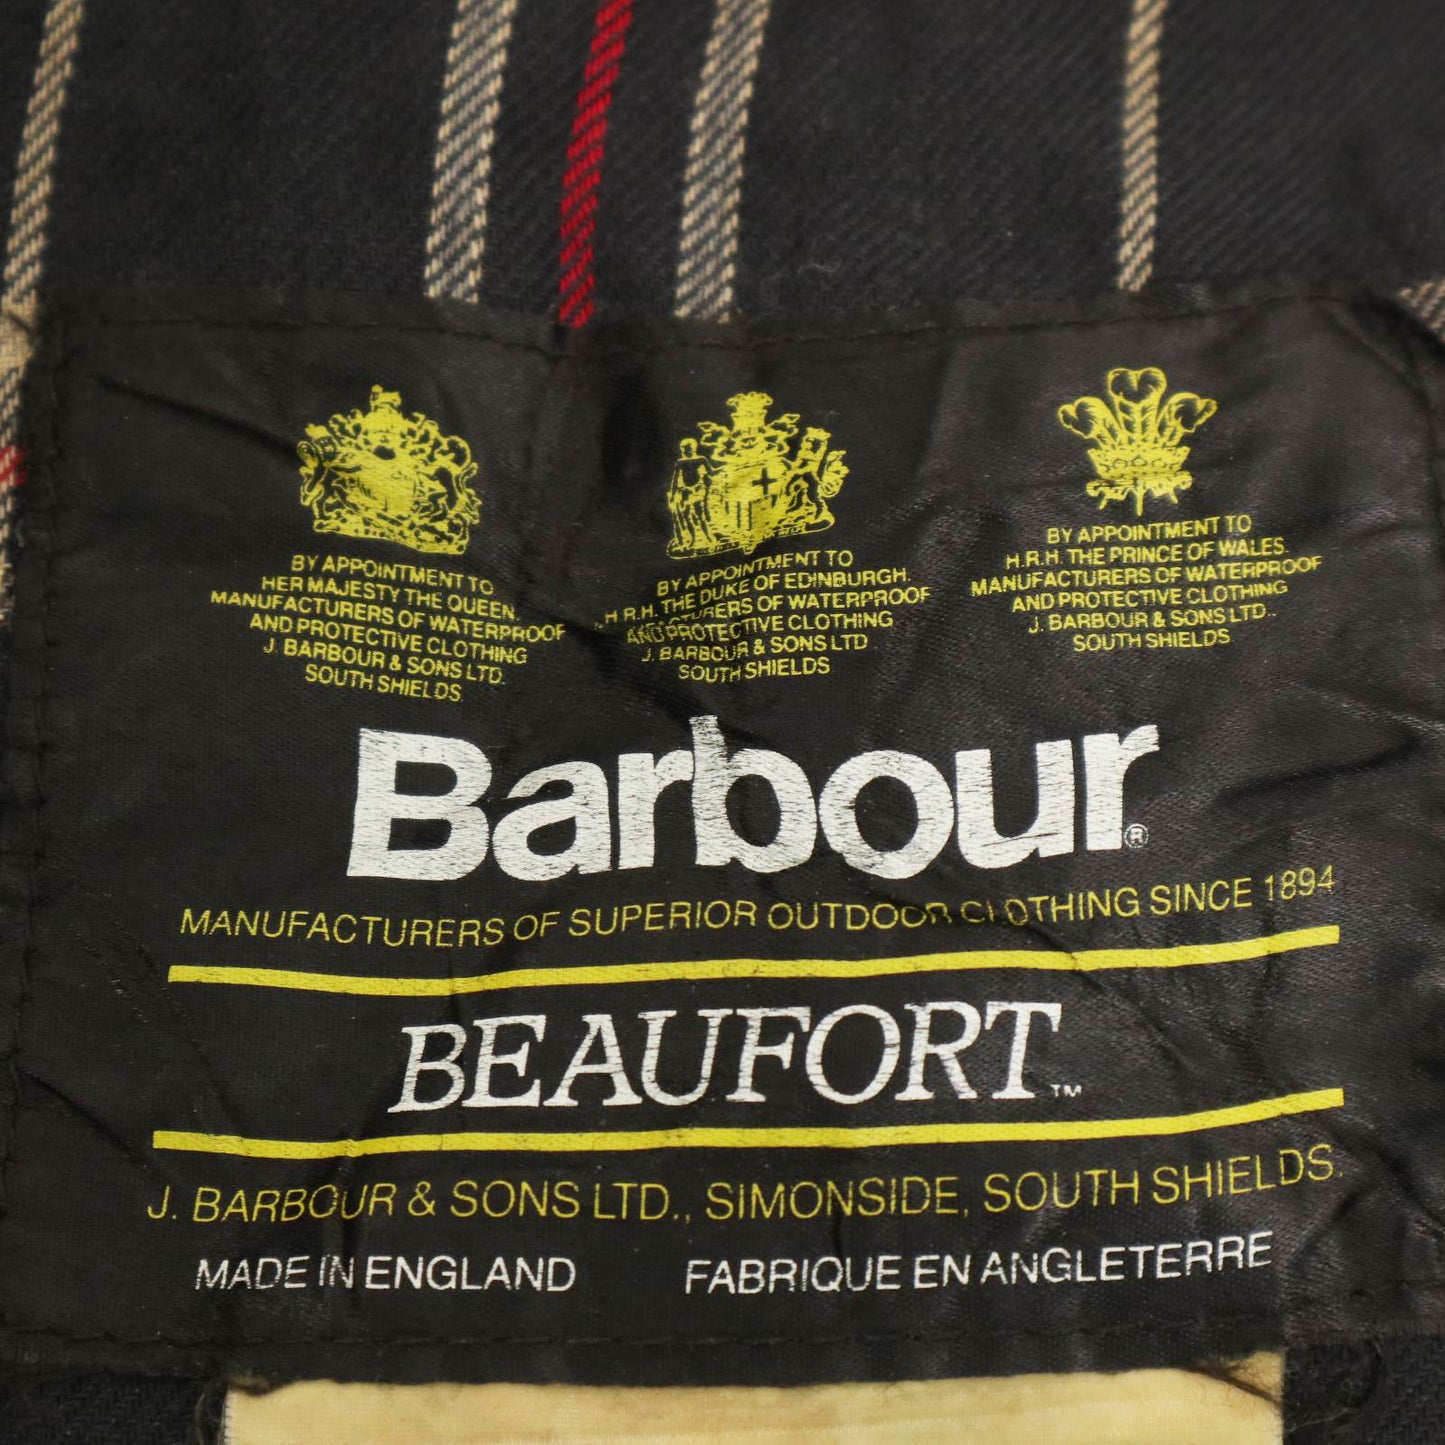 BY APPOINTMENT TO
HER MAJESTY THE QUEEN.
MANUFACTURERS OF WATERPROOF
AND PROTECTIVE CLOTHING
J. BARBOUR & SONS LTD.
SOUTH SHIELDS
BY APPOINTMENT TO
H.R.H. THE DUKE OF EDINBURGH.
MANUFACTURERS OF WATERPROOF
AND PROTECTIVE CLOTHING
J. BARBOUR & SONS LTD
SOUTH SHIELDS
BY APPOINTMENT TO
H.R.H. THE PRINCE OF WALES.
MANUFACTURERS OF WATERPROOF
AND PROTECTIVE CLOTHING
J. BARBOUR & SONS LTD.
SOUTH SHIELDS
Barbour®
MANUFACTURERS OF SUPERIOR OUTDOOR CLOTHING SINCE 1894
BEAUFORT™
J. BARBOUR & SONS LTD., SIMONSIDE, SOUTH SHIELDS.
MADE IN ENGLAND FABRIQUE EN ANGLETERRE